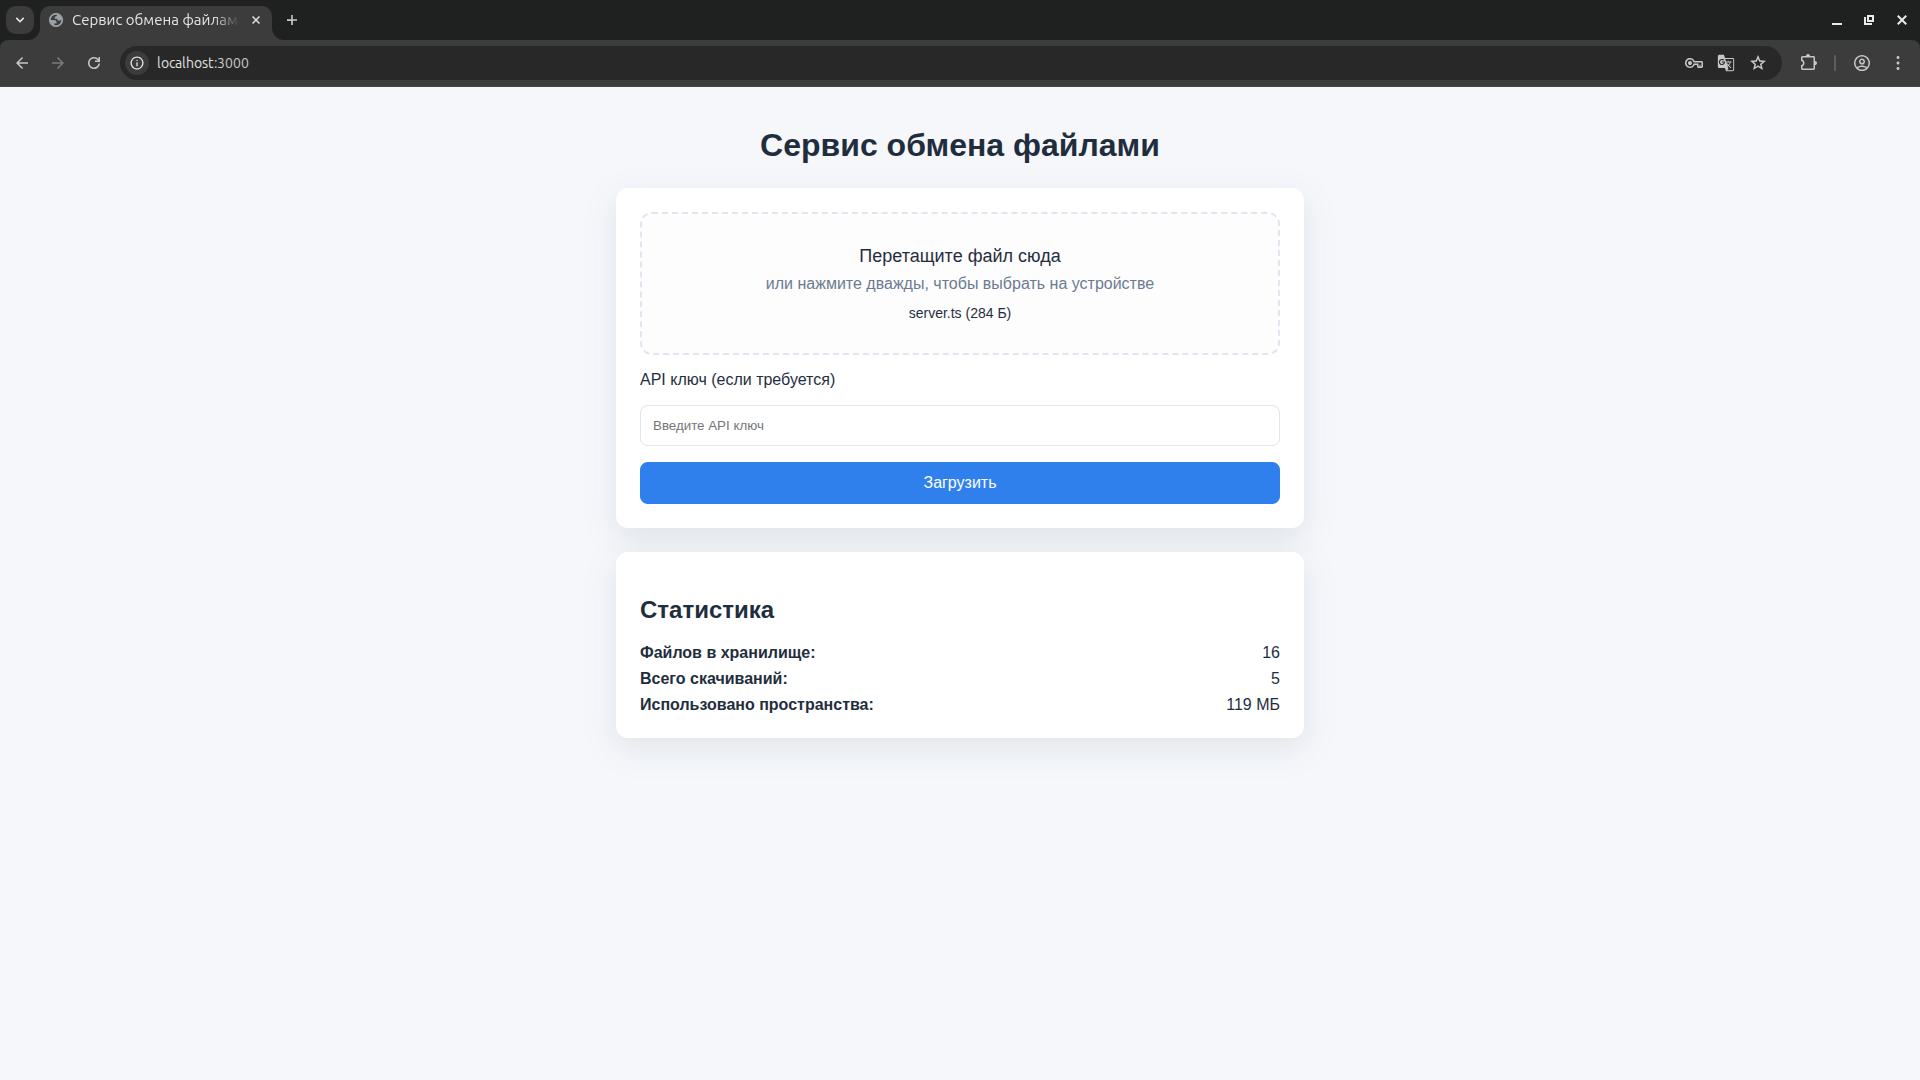 Сервис обмена файлам
localhost:3000
Сервис обмена файлами
Перетащите файл сюда
или нажмите дважды, чтобы выбрать на устройстве
server.ts (284 Б)
API ключ (если требуется)
Введите API ключ
Загрузить
Статистика
Файлов в хранилище: 16
Всего скачиваний: 5
Использовано пространства: 119 МБ